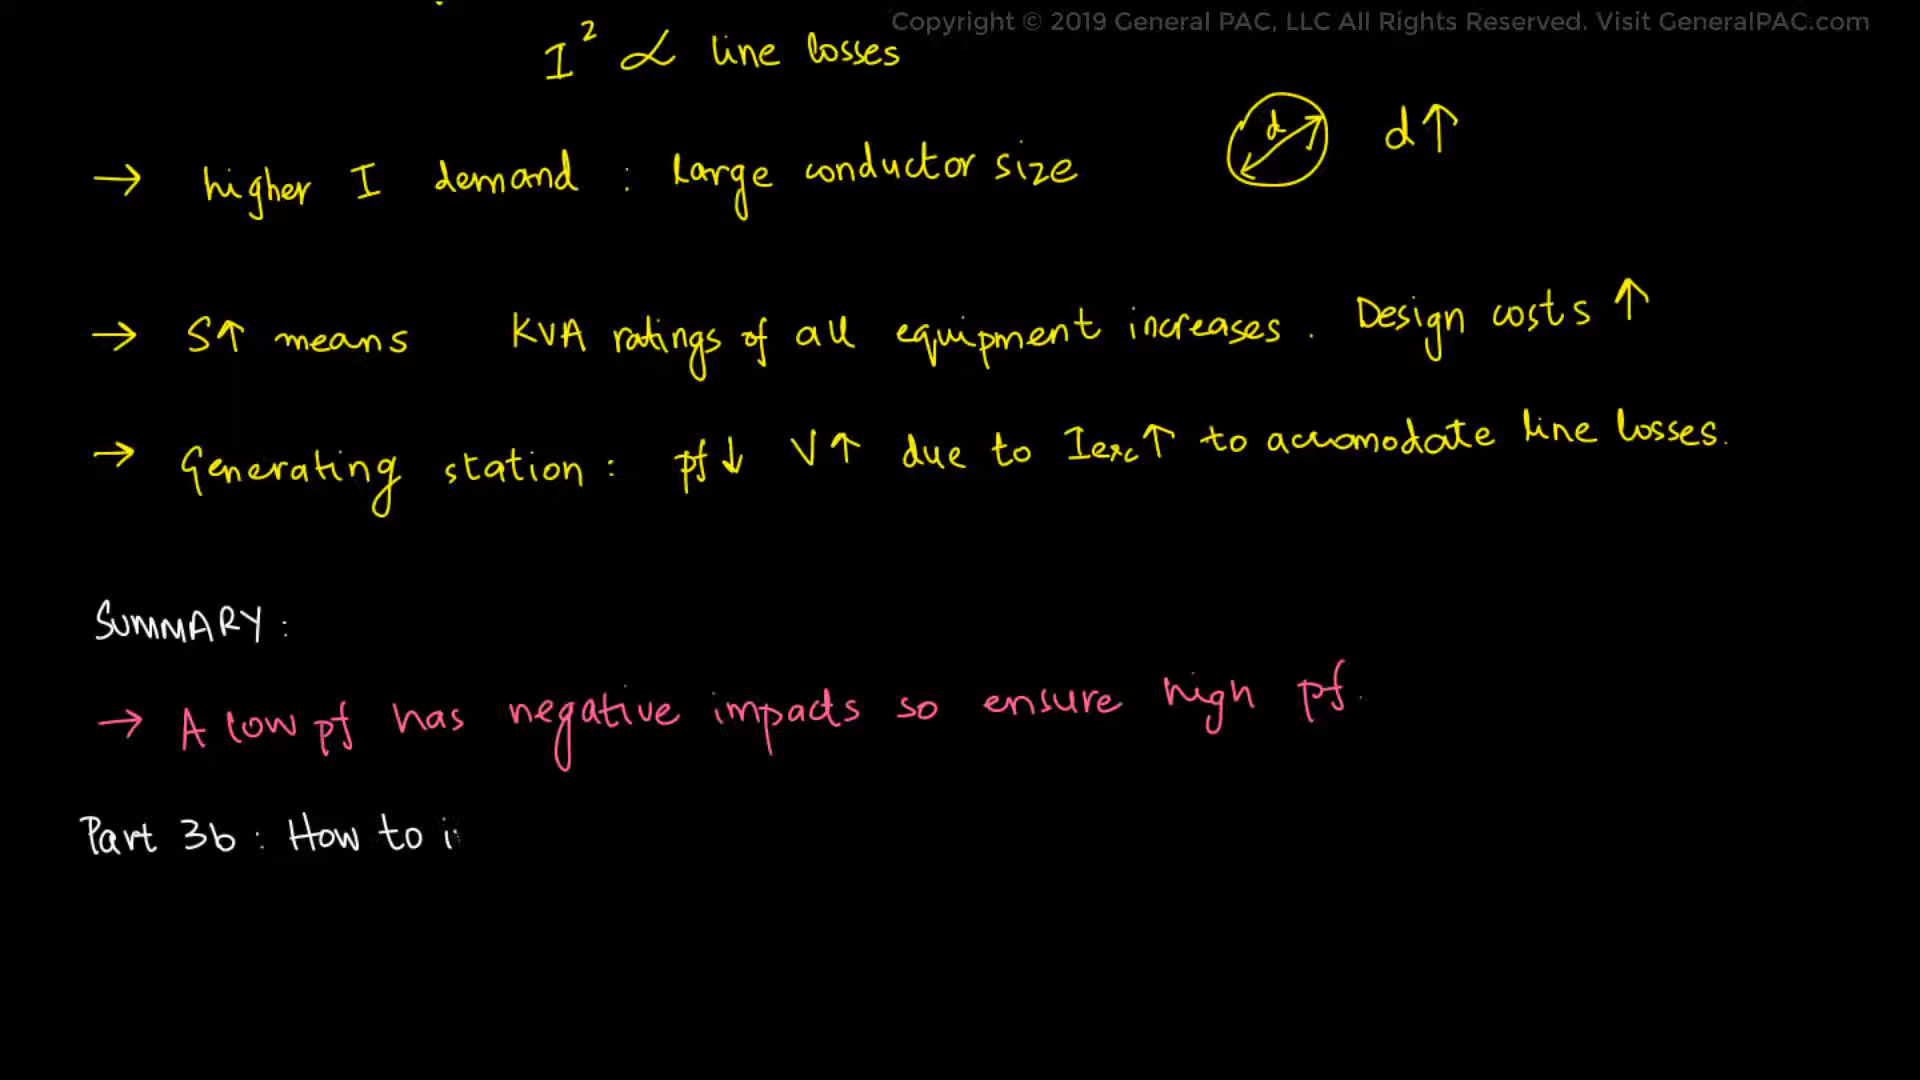 Copyright © 2019 General PAC, LLC All Rights Reserved. Visit GeneralPAC.com
I² ∝ line losses
d d↑
→ higher I demand : Large conductor size
→ S↑ means KVA ratings of all equipment increases. Design costs ↑
→ Generating station : pf↓ V↑ due to Iexc↑ to accomodate line losses.
SUMMARY :
→ A low pf has negative impacts so ensure high pf.
Part 3b : How to i